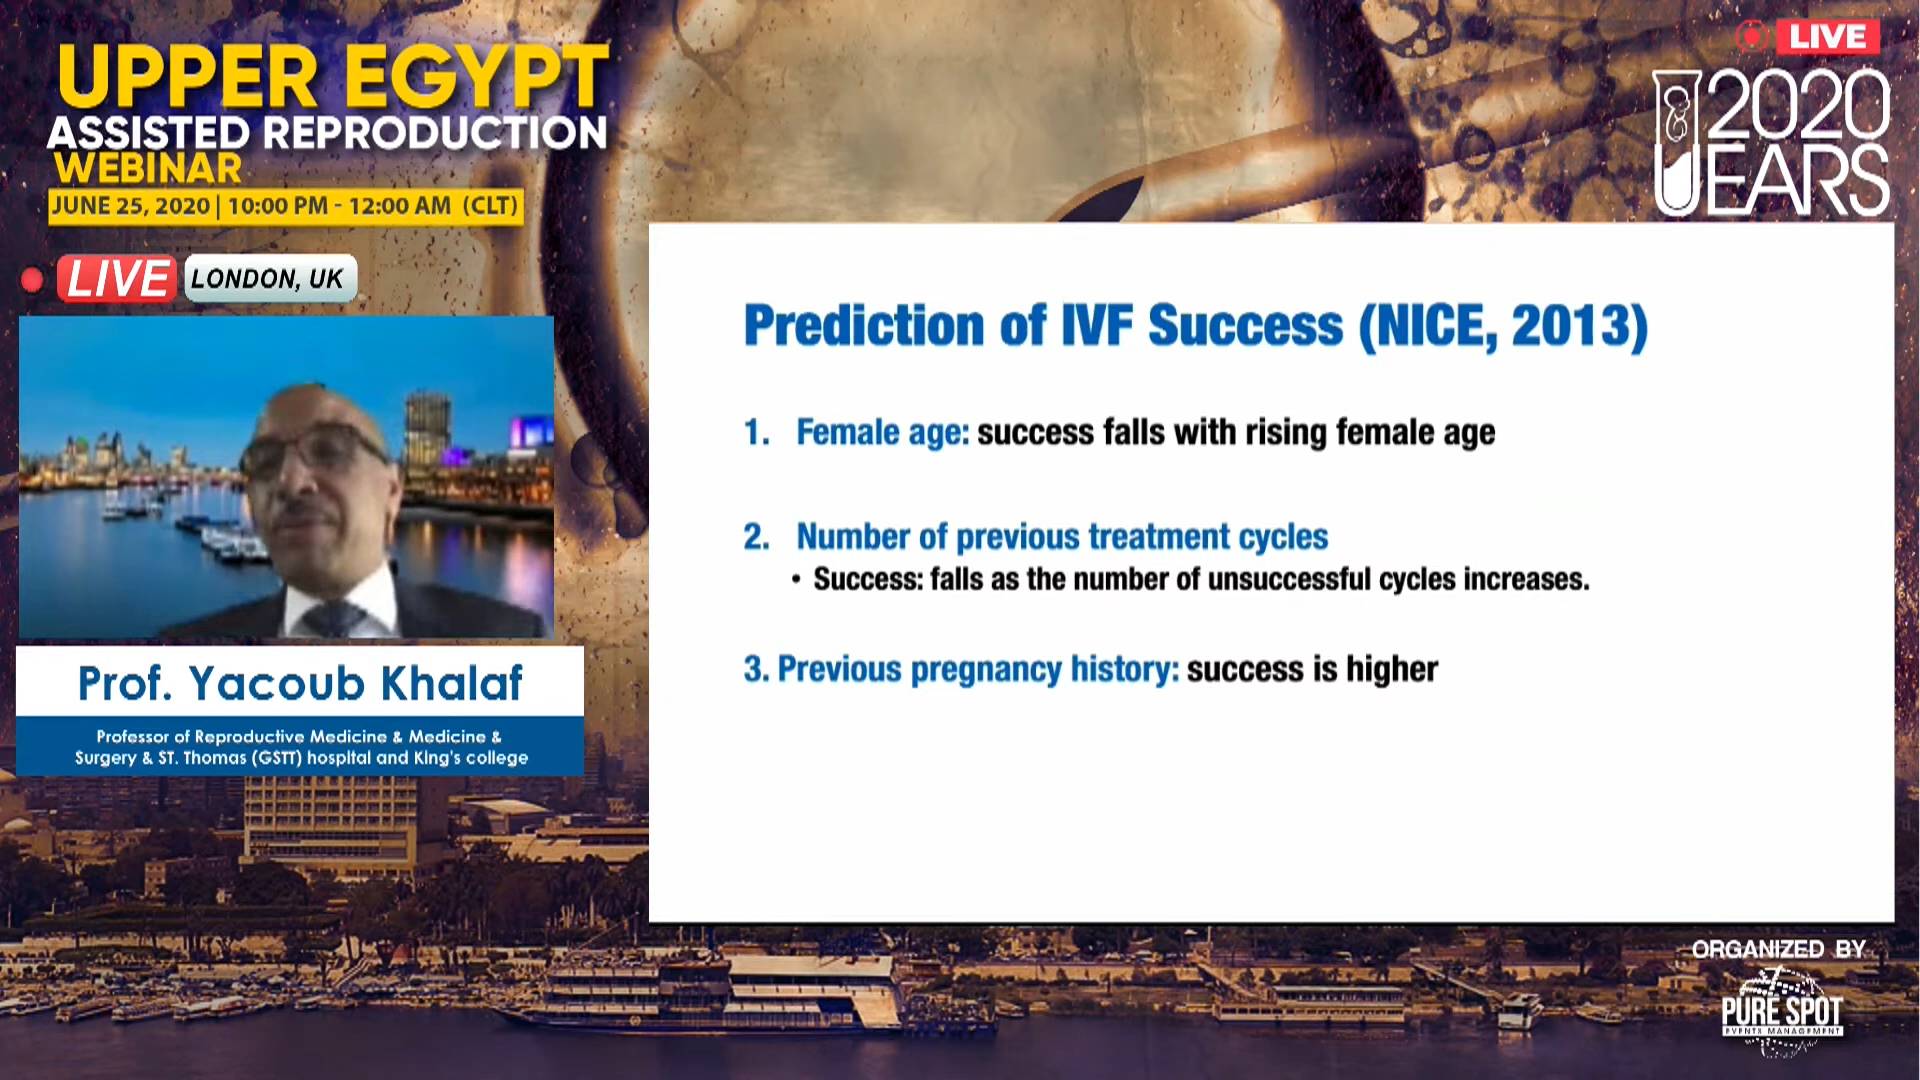 UPPER EGYPT
ASSISTED REPRODUCTION
WEBINAR
JUNE 25, 2020 | 10:00 PM - 12:00 AM (CLT)
LIVE
LONDON, UK
Prof. Yacoub Khalaf
Professor of Reproductive Medicine & Medicine &
Surgery & ST. Thomas (GSTT) hospital and King's college
LIVE
2020
UEARS
Prediction of IVF Success (NICE, 2013)
1. Female age: success falls with rising female age
2. Number of previous treatment cycles
• Success: falls as the number of unsuccessful cycles increases.
3. Previous pregnancy history: success is higher
ORGANIZED BY
PURE SPOT
EVENTS MANAGEMENT